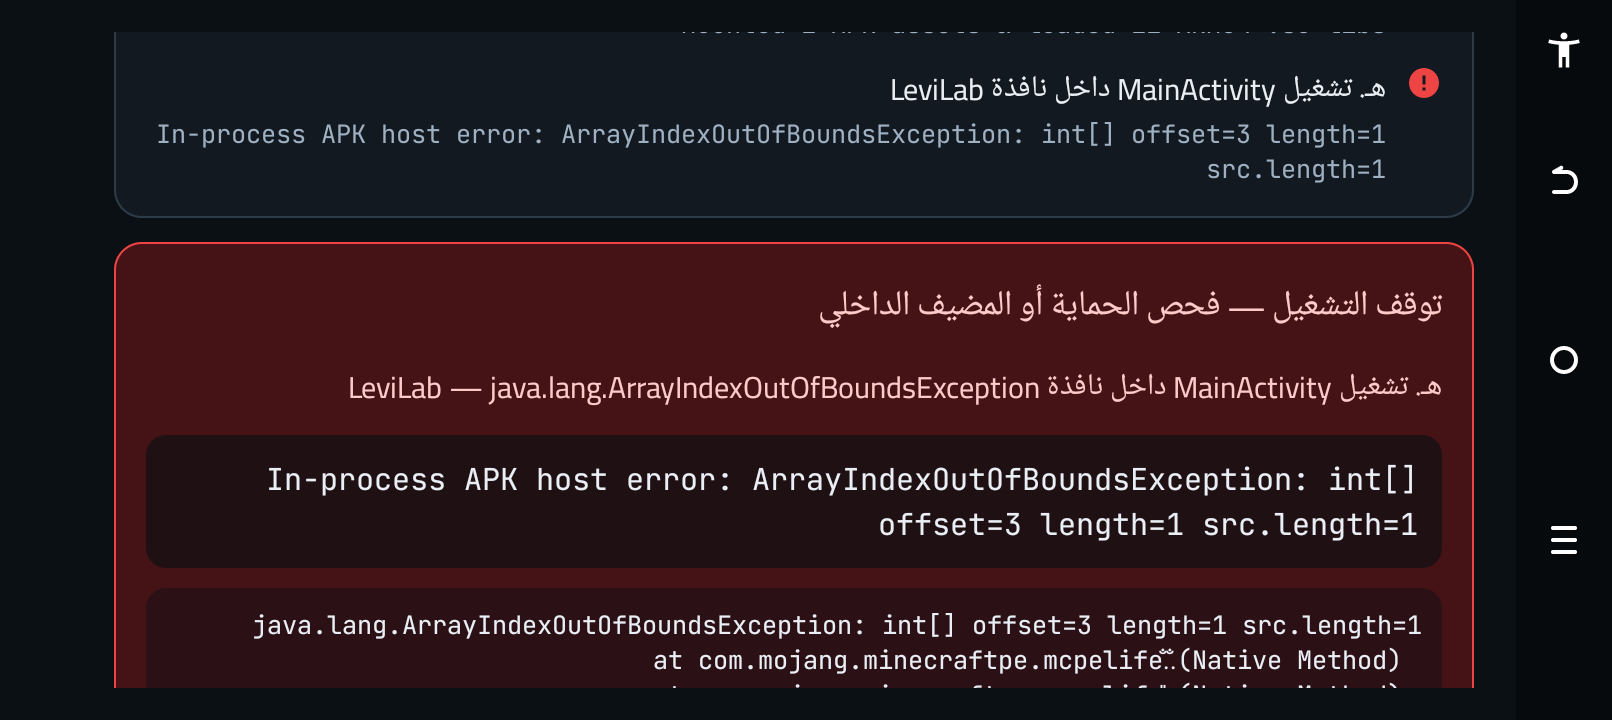 هـ. تشغيل MainActivity داخل نافذة LeviLab
In-process APK host error: ArrayIndexOutOfBoundsException: int[] offset=3 length=1
src.length=1
توقف التشغيل — فحص الحماية أو المضيف الداخلي
هـ. تشغيل MainActivity داخل نافذة LeviLab — java.lang.ArrayIndexOutOfBoundsException
In-process APK host error: ArrayIndexOutOfBoundsException: int[]
offset=3 length=1 src.length=1
java.lang.ArrayIndexOutOfBoundsException: int[] offset=3 length=1 src.length=1
at com.mojang.minecraftpe.mcpelife.(Native Method)